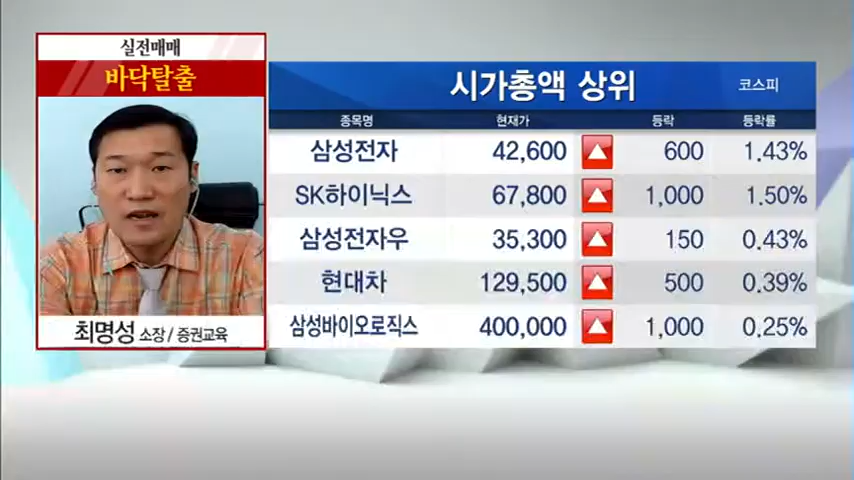 실전매매
바닥탈출
최명성 소장 / 증권교육
시가총액 상위 코스피
종목명 현재가 등락 등락률
삼성전자 42,600 ▲ 600 1.43%
SK하이닉스 67,800 ▲ 1,000 1.50%
삼성전자우 35,300 ▲ 150 0.43%
현대차 129,500 ▲ 500 0.39%
삼성바이오로직스 400,000 ▲ 1,000 0.25%